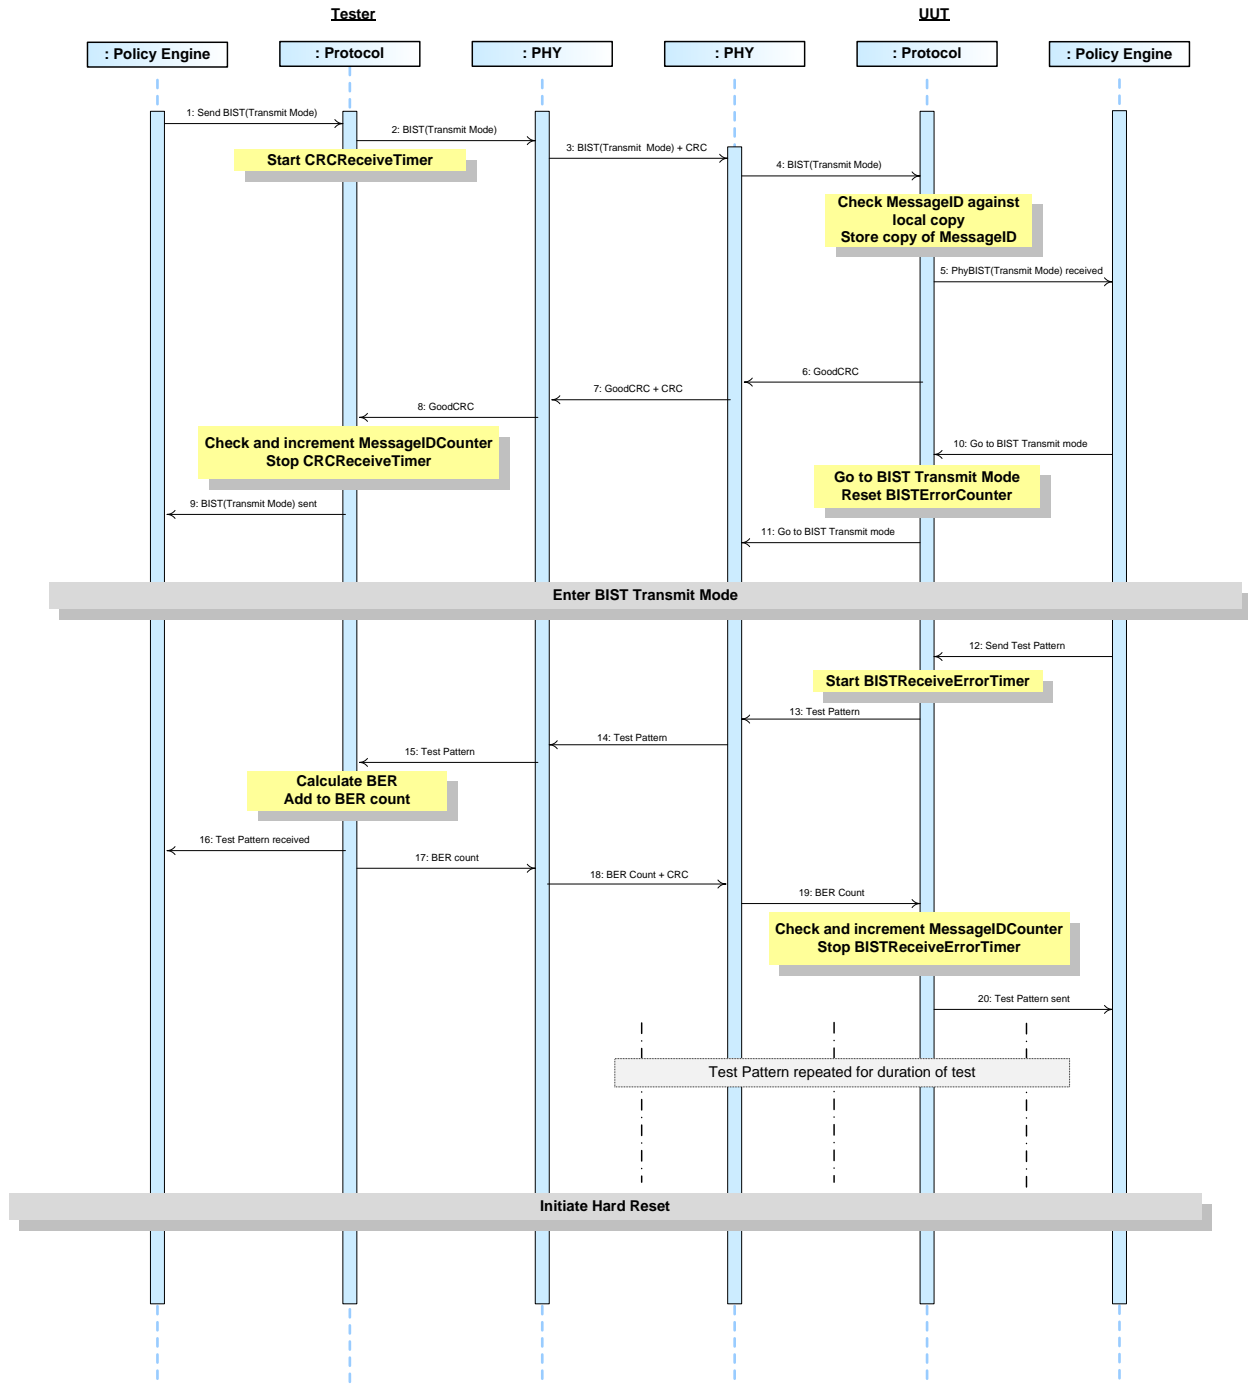 Tester
UUT
: Policy Engine
: Protocol
: PHY
: PHY
: Protocol
: Policy Engine
1: Send BIST(Transmit Mode)
2: BIST(Transmit Mode)
Start CRCReceiveTimer
3: BIST(Transmit Mode) + CRC
4: BIST(Transmit Mode)
Check MessageID against
local copy
Store copy of MessageID
5: PhyBIST(Transmit Mode) received
6: GoodCRC
7: GoodCRC + CRC
8: GoodCRC
Check and increment MessageIDCounter
Stop CRCReceiveTimer
10: Go to BIST Transmit mode
Go to BIST Transmit Mode
Reset BISTErrorCounter
9: BIST(Transmit Mode) sent
11: Go to BIST Transmit mode
Enter BIST Transmit Mode
12: Send Test Pattern
Start BISTReceiveErrorTimer
13: Test Pattern
14: Test Pattern
15: Test Pattern
Calculate BER
Add to BER count
16: Test Pattern received
17: BER count
18: BER Count + CRC
19: BER Count
Check and increment MessageIDCounter
Stop BISTReceiveErrorTimer
20: Test Pattern sent
Test Pattern repeated for duration of test
Initiate Hard Reset